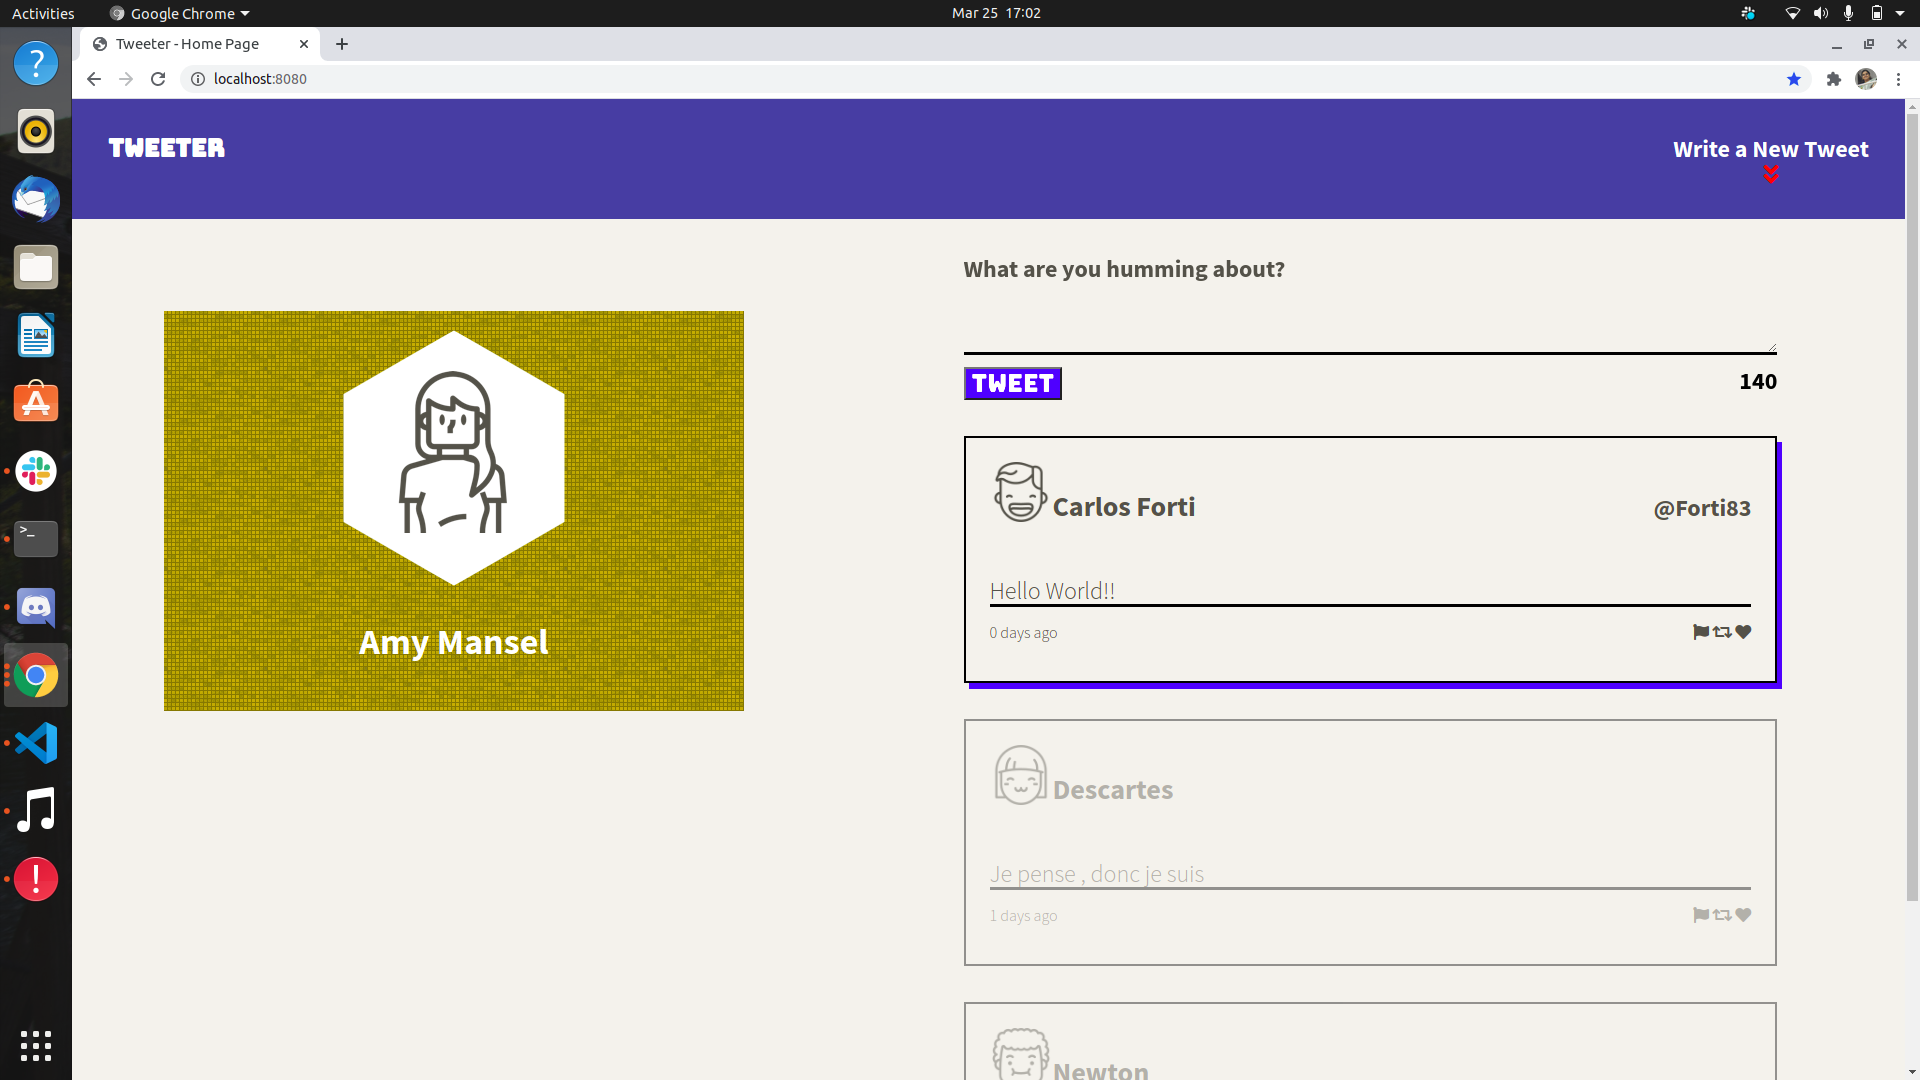 Activities
Google Chrome
Mar 25 17:02
Tweeter - Home Page
localhost:8080
TWEETER
Write a New Tweet
What are you humming about?
TWEET
140
Amy Mansel
Carlos Forti
@Forti83
Hello World!!
0 days ago
Descartes
Je pense , donc je suis
1 days ago
Newton